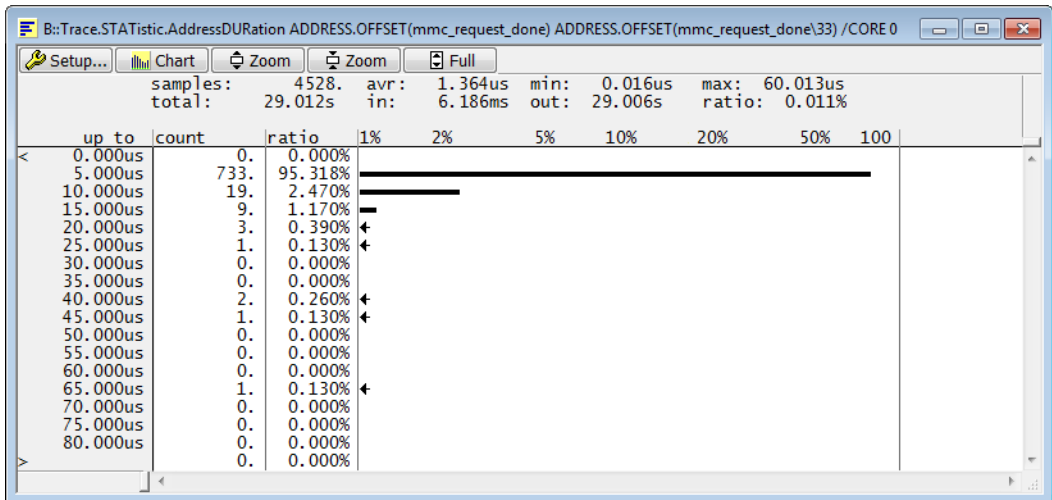 B::Trace.STATistic.AddressDURation ADDRESS.OFFSET(mmc_request_done) ADDRESS.OFFSET(mmc_request_done\33) /CORE 0
Setup... Chart Zoom Zoom Full
samples: 4528. avr: 1.364us min: 0.016us max: 60.013us
total: 29.012s in: 6.186ms out: 29.006s ratio: 0.011%
up to count ratio 1% 2% 5% 10% 20% 50% 100
< 0.000us 0. 0.000%
5.000us 733. 95.318%
10.000us 19. 2.470%
15.000us 9. 1.170%
20.000us 3. 0.390%
25.000us 1. 0.130%
30.000us 0. 0.000%
35.000us 0. 0.000%
40.000us 2. 0.260%
45.000us 1. 0.130%
50.000us 0. 0.000%
55.000us 0. 0.000%
60.000us 0. 0.000%
65.000us 1. 0.130%
70.000us 0. 0.000%
75.000us 0. 0.000%
80.000us 0. 0.000%
> 0. 0.000%